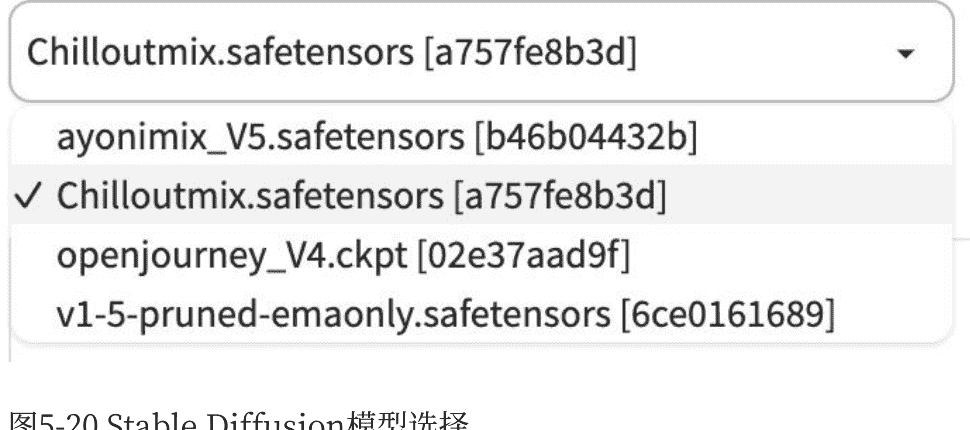 Chilloutmix.safetensors [a757fe8b3d]
ayonimix_V5.safetensors [b46b04432b]
✓ Chilloutmix.safetensors [a757fe8b3d]
openjourney_V4.ckpt [02e37aad9f]
v1-5-pruned-emaonly.safetensors [6ce0161689]
图5-20 Stable Diffusion模型选择